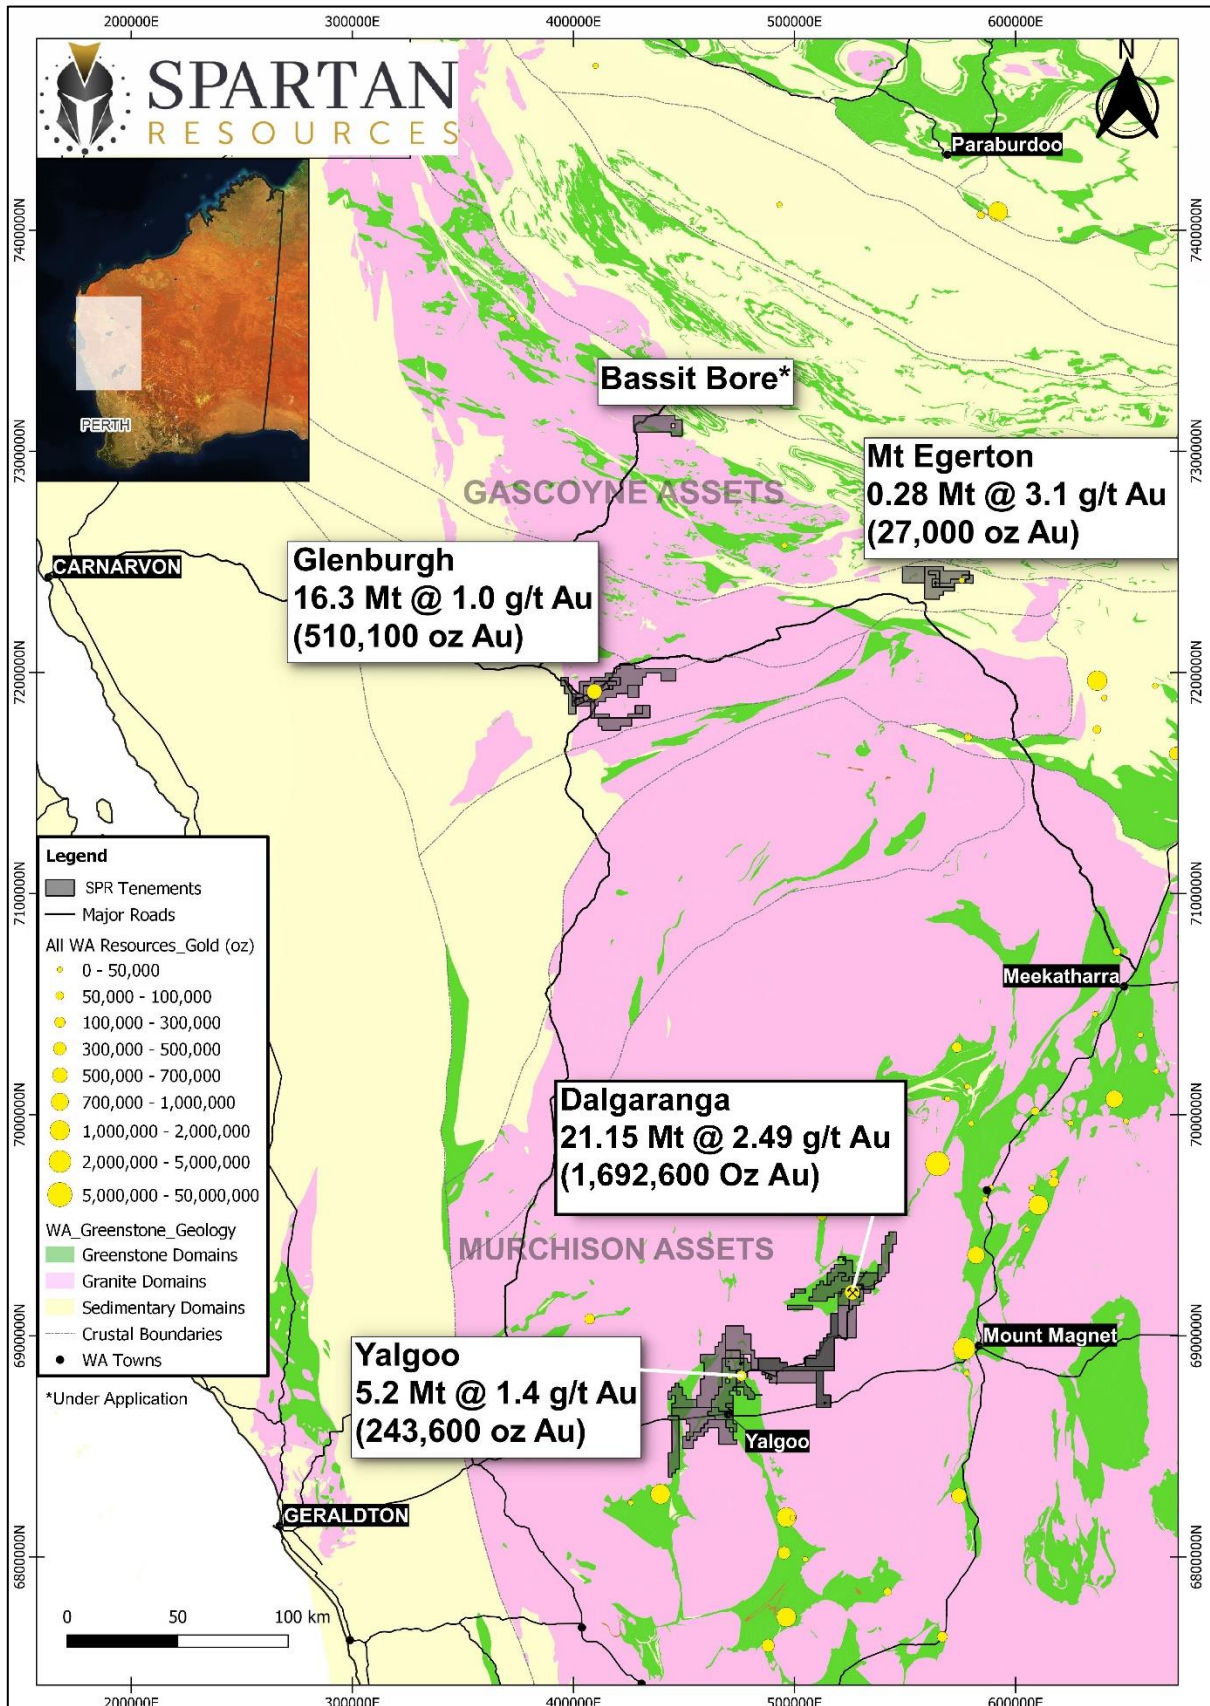 200000E 300000E 400000E 500000E 600000E
SPARTAN
RESOURCES
N
Paraburdoo
7400000N 7400000N
PERTH
Bassit Bore*
7300000N 7300000N
Mt Egerton
0.28 Mt @ 3.1 g/t Au
(27,000 oz Au)
GASCOYNE ASSETS
CARNARVON
Glenburgh
16.3 Mt @ 1.0 g/t Au
(510,100 oz Au)
7200000N 7200000N
Legend
SPR Tenements
Major Roads
All WA Resources_Gold (oz)
0 - 50,000
50,000 - 100,000
100,000 - 300,000
300,000 - 500,000
500,000 - 700,000
700,000 - 1,000,000
1,000,000 - 2,000,000
2,000,000 - 5,000,000
5,000,000 - 50,000,000
WA_Greenstone_Geology
Greenstone Domains
Granite Domains
Sedimentary Domains
Crustal Boundaries
WA Towns
*Under Application
7100000N 7100000N
Meekatharra
7000000N 7000000N
Dalgaranga
21.15 Mt @ 2.49 g/t Au
(1,692,600 Oz Au)
MURCHISON ASSETS
6900000N 6900000N
Mount Magnet
Yalgoo
5.2 Mt @ 1.4 g/t Au
(243,600 oz Au)
Yalgoo
GERALDTON
6800000N 6800000N
0 50 100 km
200000E 300000E 400000E 500000E 600000E